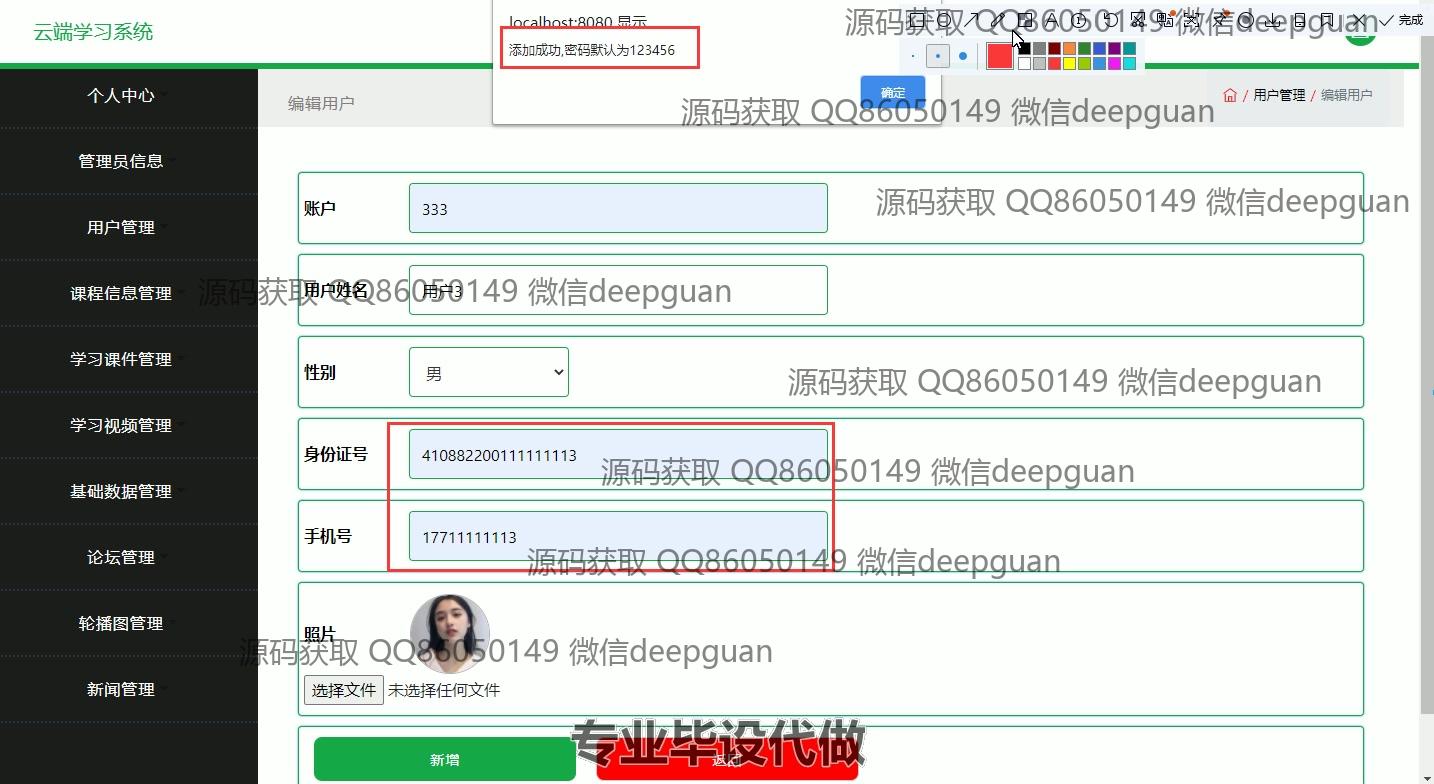 云端学习系统
localhost:8080 显示
添加成功,密码默认为123456
确定
完成
源码获取 QQ86050149 微信deepguan
个人中心
管理员信息
用户管理
课程信息管理
学习课件管理
学习视频管理
基础数据管理
论坛管理
轮播图管理
新闻管理
编辑用户
/ 用户管理 / 编辑用户
源码获取 QQ86050149 微信deepguan
账户
333
源码获取 QQ86050149 微信deepguan
用户姓名
用户3
源码获取 QQ86050149 微信deepguan
性别
男
源码获取 QQ86050149 微信deepguan
身份证号
410882200111111113
源码获取 QQ86050149 微信deepguan
手机号
17711111113
源码获取 QQ86050149 微信deepguan
照片
源码获取 QQ86050149 微信deepguan
选择文件 未选择任何文件
新增
返回
专业毕设代做